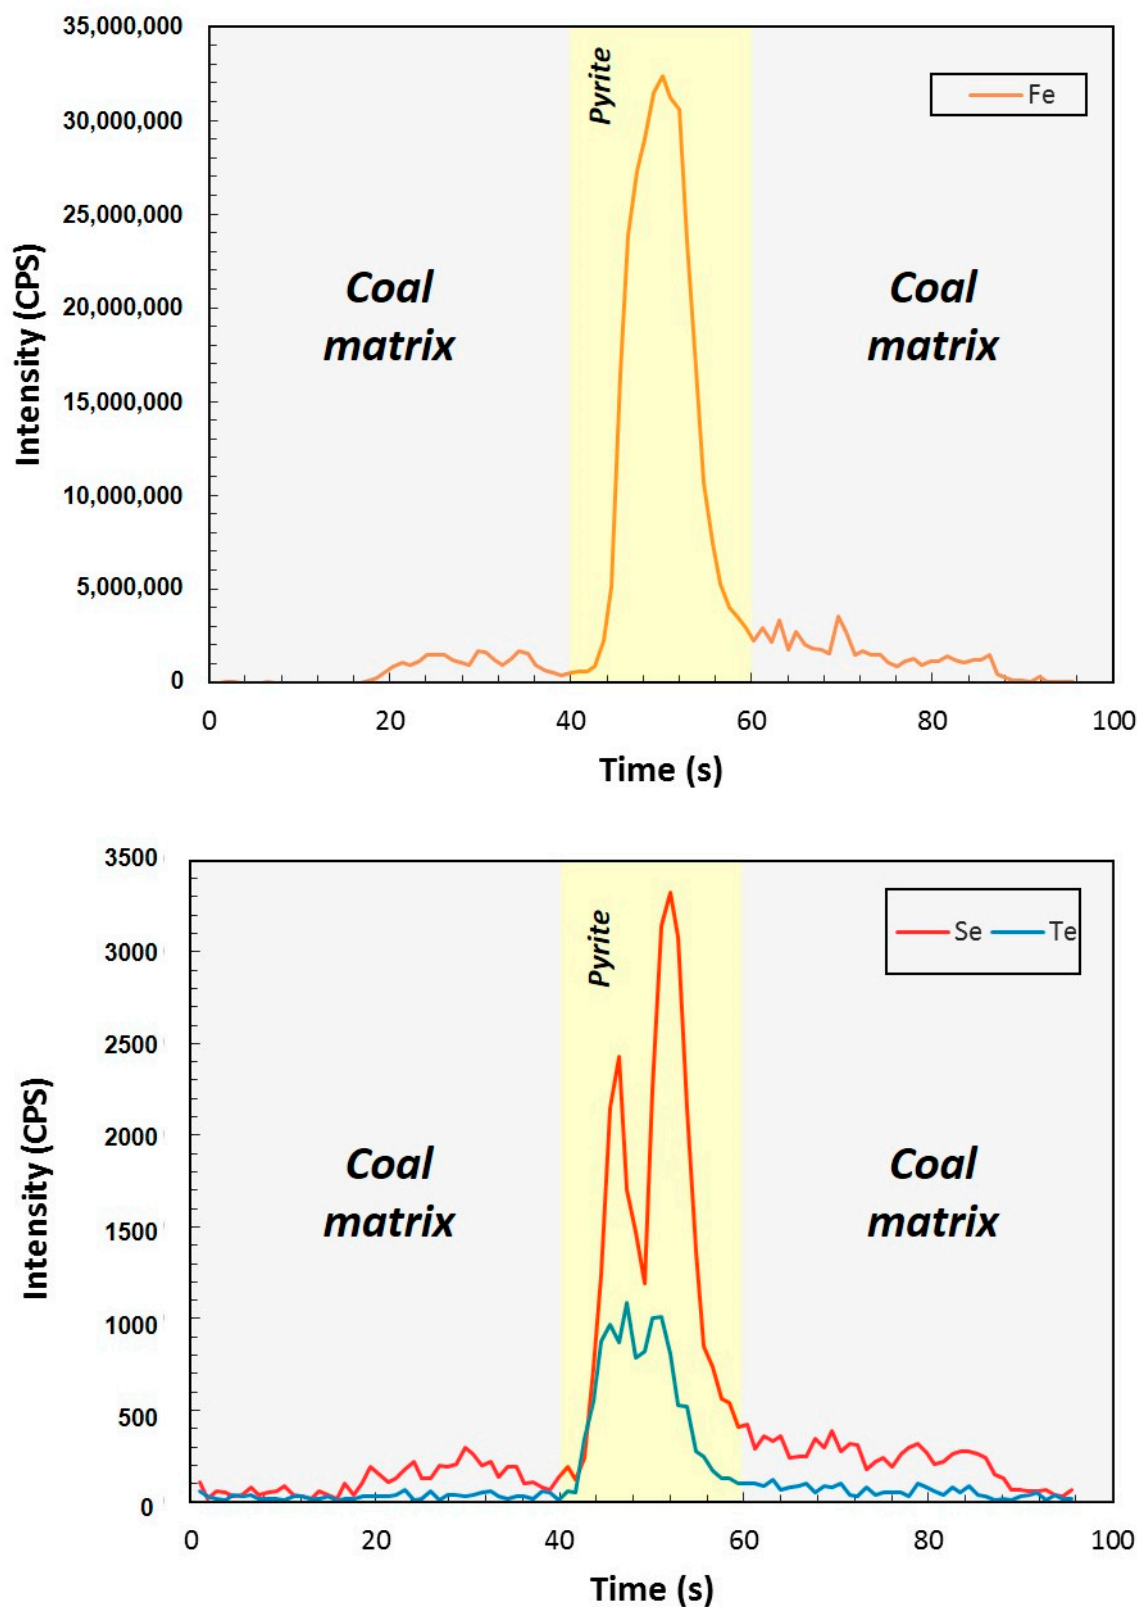 35,000,000
30,000,000
25,000,000
20,000,000
15,000,000
10,000,000
5,000,000
0
Intensity (CPS)
Pyrite
Fe
Coal
matrix
Coal
matrix
0 20 40 60 80 100
Time (s)
3500
3000
2500
2000
1500
1000
500
0
Intensity (CPS)
Pyrite
Se Te
Coal
matrix
Coal
matrix
0 20 40 60 80 100
Time (s)